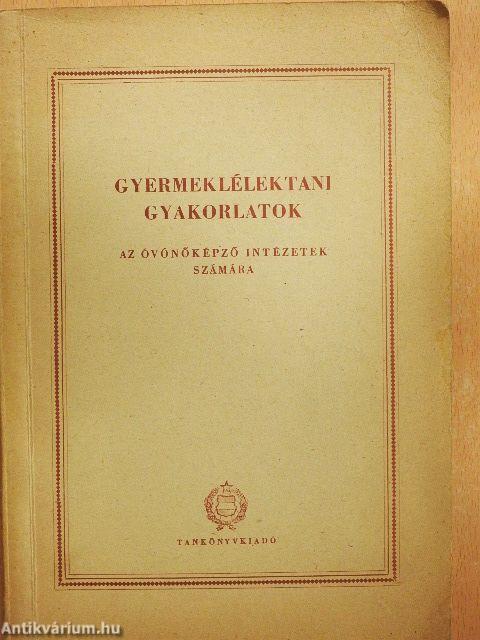 GYERMEKLÉLEKTANI
GYAKORLATOK
AZ ÓVÓNŐKÉPZŐ INTÉZETEK
SZÁMÁRA
TANKÖNYVKIADÓ
Antikvárium.hu